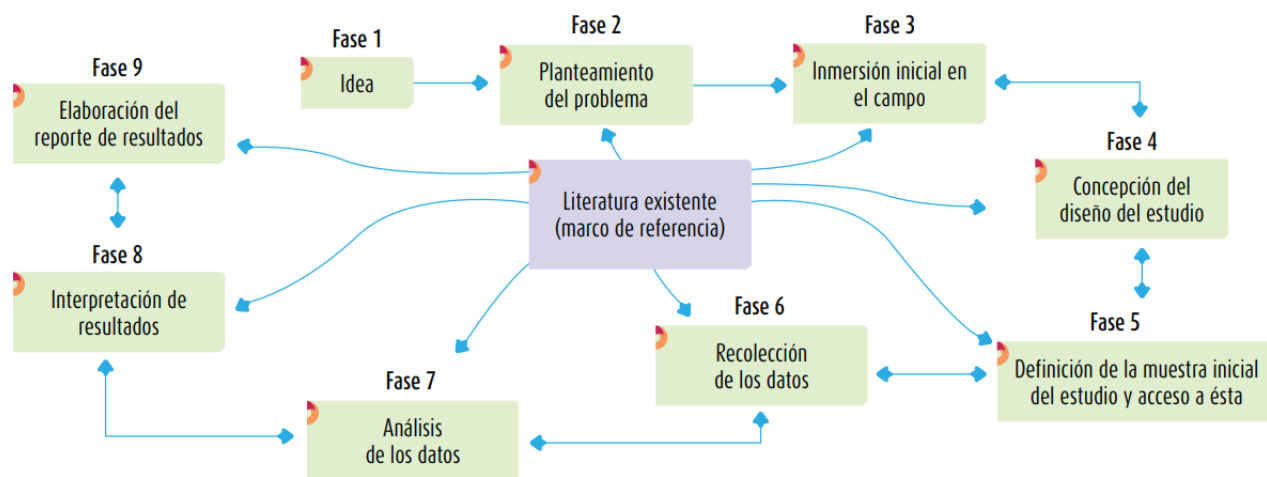 Fase 1
Idea
Fase 2
Planteamiento
del problema
Fase 3
Inmersión inicial en
el campo
Fase 4
Concepción del
diseño del estudio
Fase 5
Definición de la muestra inicial
del estudio y acceso a ésta
Fase 6
Recolección
de los datos
Fase 7
Análisis
de los datos
Fase 8
Interpretación de
resultados
Fase 9
Elaboración del
reporte de resultados
Literatura existente
(marco de referencia)